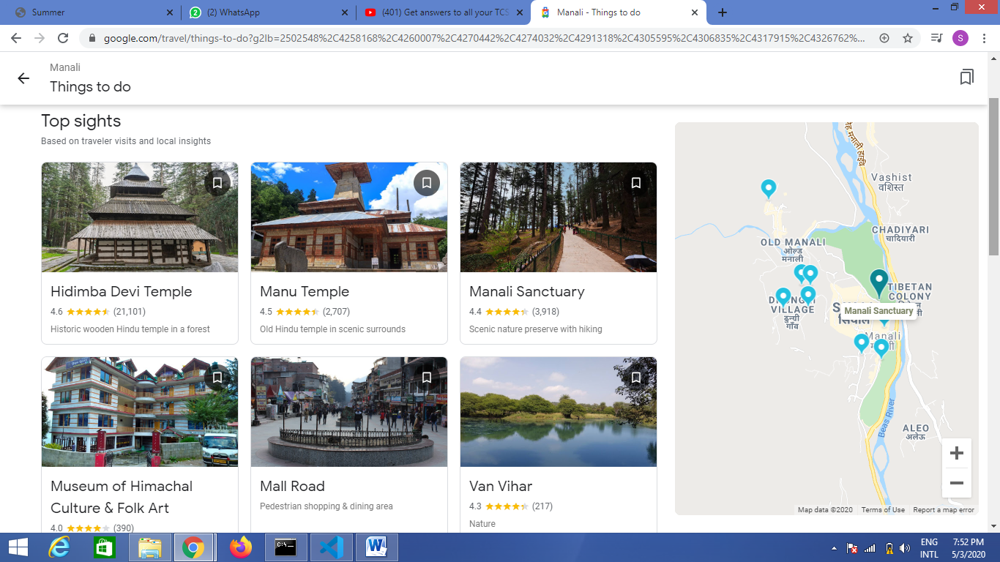 Summer
(2) WhatsApp
(401) Get answers to all your TCS
Manali - Things to do
google.com/travel/things-to-do?g2lb=2502548%2C4258168%2C4260007%2C4270442%2C4274032%2C4291318%2C4305595%2C4306835%2C4317915%2C4326762%...
S
Manali
Things to do
Top sights
Based on traveler visits and local insights
Hidimba Devi Temple
4.6 (21,101)
Historic wooden Hindu temple in a forest
Manu Temple
4.5 (2,707)
Old Hindu temple in scenic surrounds
Manali Sanctuary
4.4 (3,918)
Scenic nature preserve with hiking
Museum of Himachal
Culture & Folk Art
4.0 (390)
Mall Road
Pedestrian shopping & dining area
Van Vihar
4.3 (217)
Nature
Vashist
वशिस्त
CHADIYARI
चादियारी
OLD MANALI
ओल्ड
मनाली
TIBETAN
COLONY
VILLAGE
ढुन्ग्री
गाँव
Manali Sanctuary
सियाल
Manali
Beas River
ALEO
अलेऊ
Map data ©2020
Terms of Use
Report a map error
ENG
INTL
7:52 PM
5/3/2020